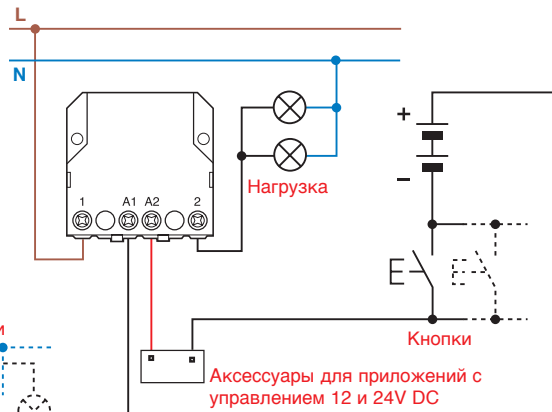 L
N
+
−
Нагрузка
1 A1 A2 2
Кнопки
и
Аксессуары для приложений с
управлением 12 и 24V DC